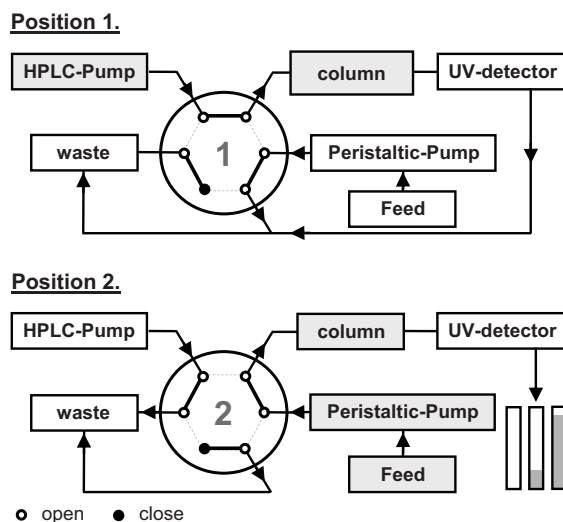 Position 1.
HPLC-Pump
column
UV-detector
waste
1
Peristaltic-Pump
Feed
Position 2.
HPLC-Pump
column
UV-detector
waste
2
Peristaltic-Pump
Feed
open close